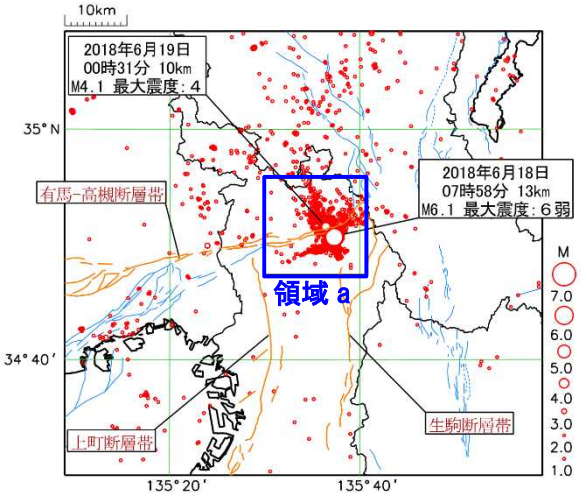 10km
2018年6月19日
00時31分 10km
M4.1 最大震度:4
35°N
有馬-高槻断層帯
2018年6月18日
07時58分 13km
M6.1 最大震度:6弱
領域 a
M
7.0
6.0
5.0
4.0
3.0
2.0
1.0
34°40′
上町断層帯
生駒断層帯
135°20′
135°40′